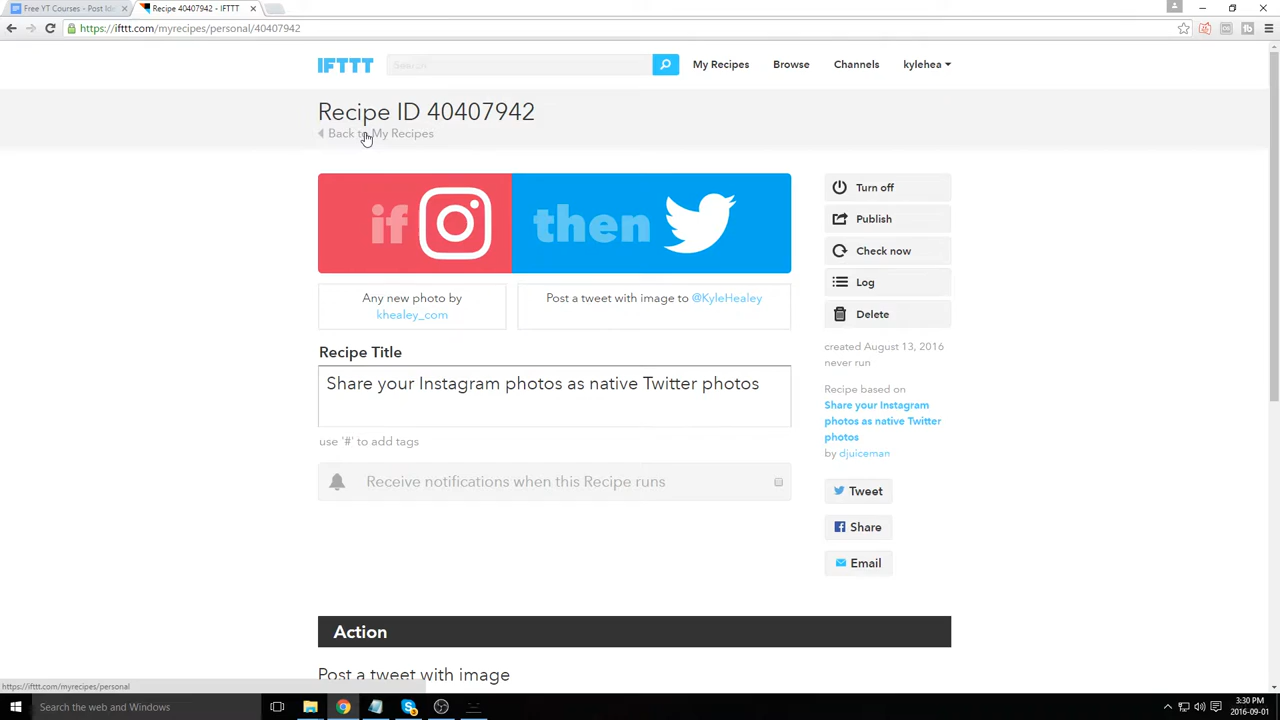 Free YT Courses - Post Ide
Recipe 40407942 - IFTTT
https://ifttt.com/myrecipes/personal/40407942
IFTTT
Search
My Recipes
Browse
Channels
kylehea
Recipe ID 40407942
Back to My Recipes
if
then
Any new photo by
khealey_com
Post a tweet with image to @KyleHealey
Recipe Title
Share your Instagram photos as native Twitter photos
use '#' to add tags
Receive notifications when this Recipe runs
Turn off
Publish
Check now
Log
Delete
created August 13, 2016
never run
Recipe based on
Share your Instagram
photos as native Twitter
photos
by djuiceman
Tweet
Share
Email
Action
Post a tweet with image
https://ifttt.com/myrecipes/personal
Search the web and Windows
3:30 PM
2016-09-01